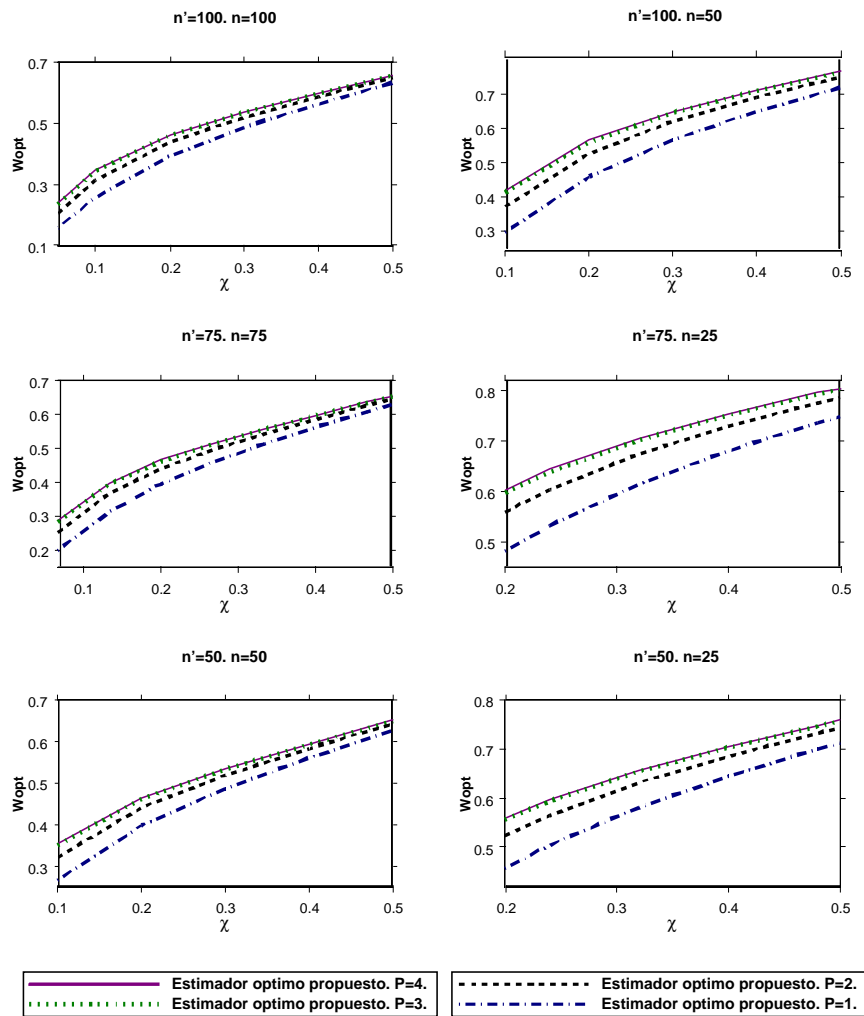 n'=100. n=100
Wopt
0.7
0.5
0.3
0.1
0.1 0.2 0.3 0.4 0.5
χ
n'=100. n=50
Wopt
0.7
0.6
0.5
0.4
0.3
0.1 0.2 0.3 0.4 0.5
χ
n'=75. n=75
Wopt
0.7
0.6
0.5
0.4
0.3
0.2
0.1 0.2 0.3 0.4 0.5
χ
n'=75. n=25
Wopt
0.8
0.7
0.6
0.5
0.2 0.3 0.4 0.5
χ
n'=50. n=50
Wopt
0.7
0.6
0.5
0.4
0.3
0.1 0.2 0.3 0.4 0.5
χ
n'=50. n=25
Wopt
0.8
0.7
0.6
0.5
0.2 0.3 0.4 0.5
χ
Estimador optimo propuesto. P=4.
Estimador optimo propuesto. P=3.
Estimador optimo propuesto. P=2.
Estimador optimo propuesto. P=1.